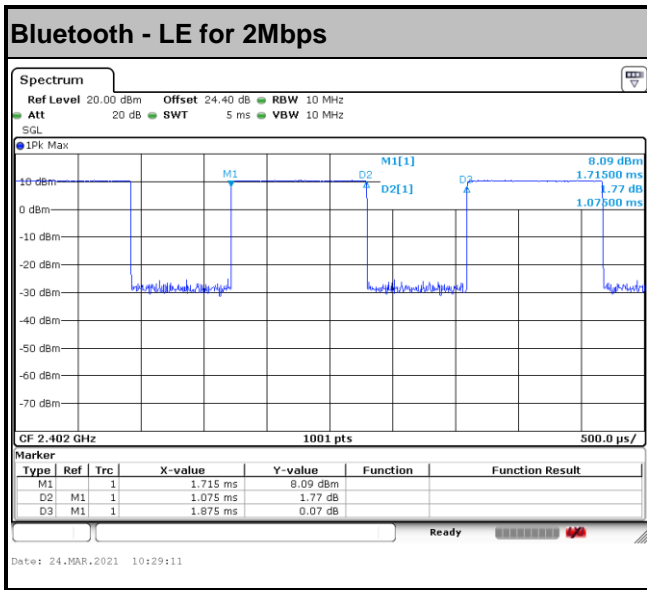 Bluetooth - LE for 2Mbps
Spectrum
Ref Level 20.00 dBm Offset 24.40 dB RBW 10 MHz
Att 20 dB SWT 5 ms VBW 10 MHz
SGL
1Pk Max
M1[1] 8.09 dBm
1.71500 ms
D2[1] 1.77 dB
1.07500 ms
M1 D2 D3
10 dBm
0 dBm
-10 dBm
-20 dBm
-30 dBm
-40 dBm
-50 dBm
-60 dBm
-70 dBm
CF 2.402 GHz 1001 pts 500.0 µs/
Marker
Type Ref Trc X-value Y-value Function Function Result
M1 1 1.715 ms 8.09 dBm
D2 M1 1 1.075 ms 1.77 dB
D3 M1 1 1.875 ms 0.07 dB
Ready
Date: 24.MAR.2021 10:29:11